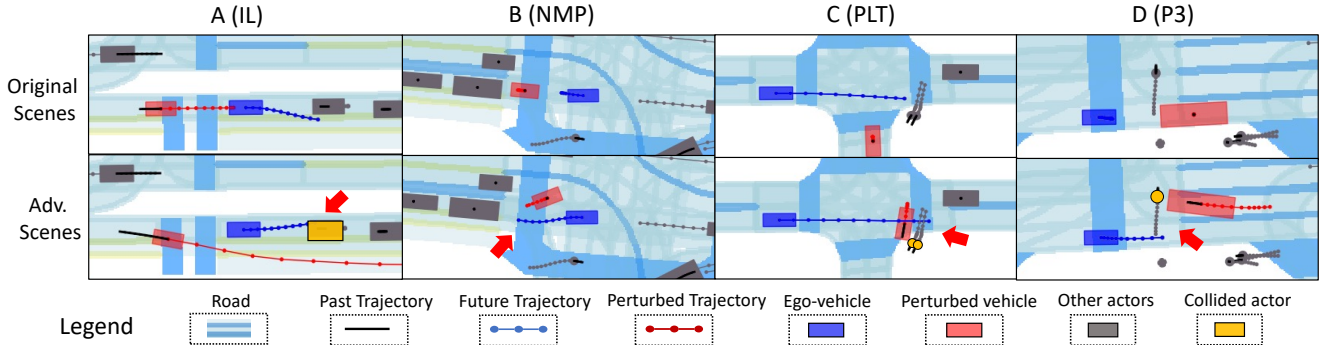 A (IL) B (NMP) C (PLT) D (P3)
Original
Scenes
Adv.
Scenes
Road Past Trajectory Future Trajectory Perturbed Trajectory Ego-vehicle Perturbed vehicle Other actors Collided actor
Legend